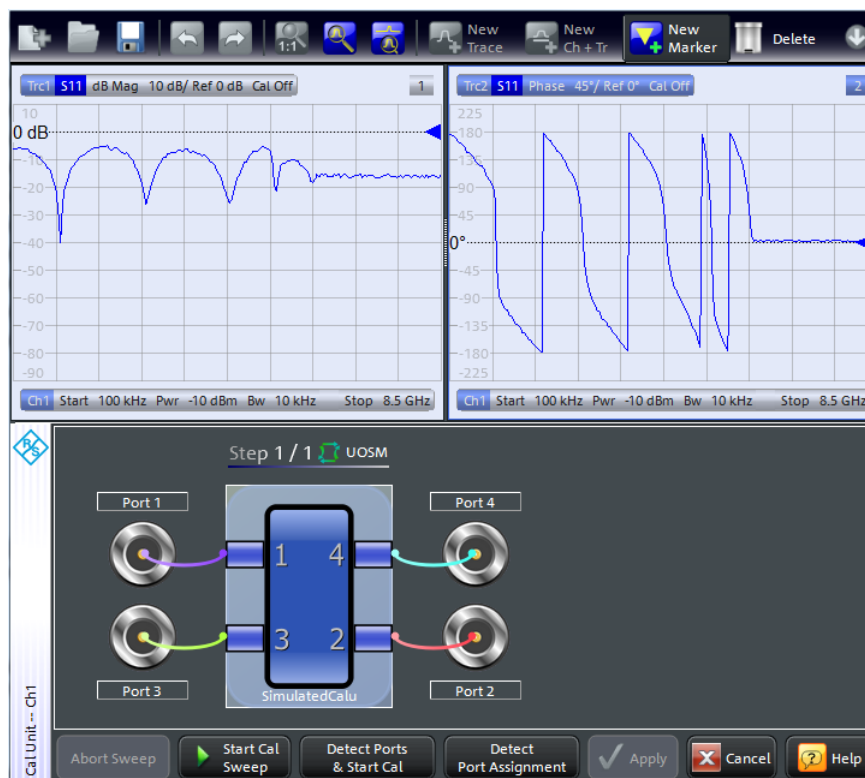 1:1
New
Trace
New
Ch + Tr
New
Marker
Delete
Trc1 S11 dB Mag 10 dB/ Ref 0 dB Cal Off 1
10
0 dB
-10
-20
-30
-40
-50
-60
-70
-80
-90
Ch1 Start 100 kHz Pwr -10 dBm Bw 10 kHz Stop 8.5 GHz
Trc2 S11 Phase 45°/ Ref 0° Cal Off 2
225
180
135
90
45
0°
-45
-90
-135
-180
-225
Ch1 Start 100 kHz Pwr -10 dBm Bw 10 kHz Stop 8.5 GHz
R&S
Cal Unit -- Ch1
Step 1 / 1 UOSM
Port 1
Port 4
1 4
3 2
Port 3
SimulatedCalu
Port 2
Abort Sweep
Start Cal
Sweep
Detect Ports
& Start Cal
Detect
Port Assignment
Apply
Cancel
Help